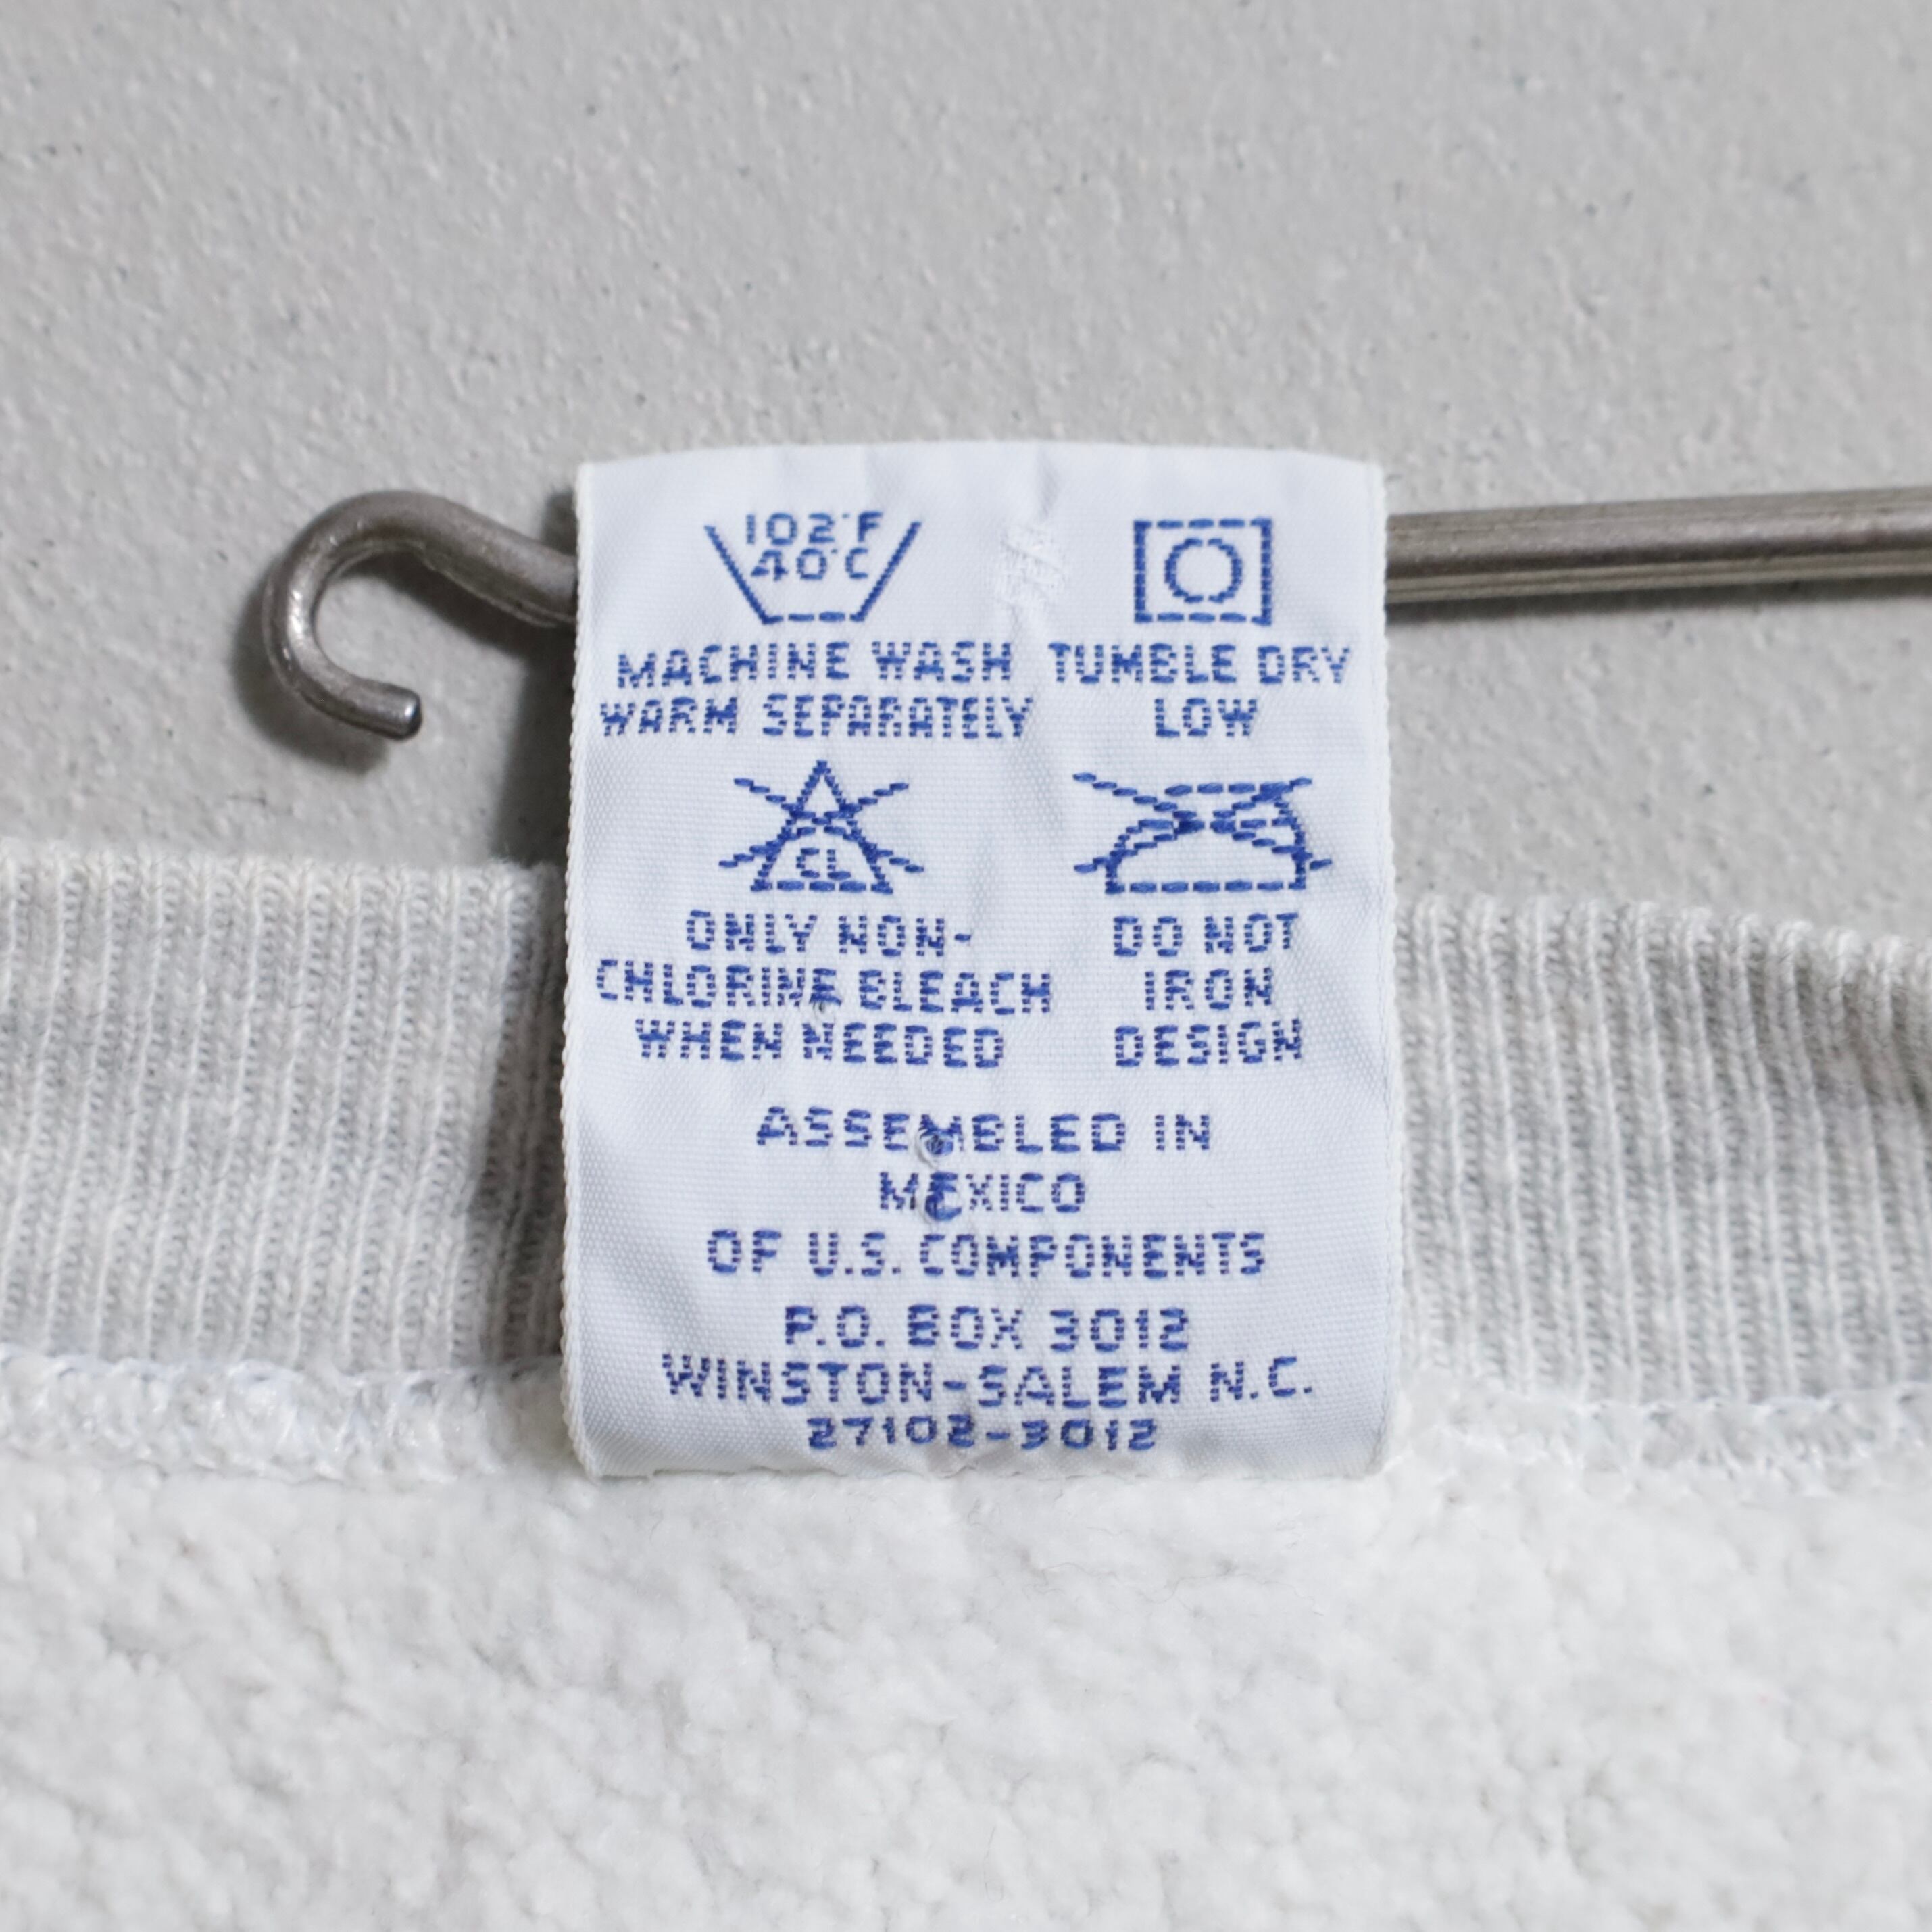 102°F
40°C
MACHINE WASH
WARM SEPARATELY
TUMBLE DRY
LOW
CL
ONLY NON-
CHLORINE BLEACH
WHEN NEEDED
DO NOT
IRON
DESIGN
ASSEMBLED IN
MEXICO
OF U.S. COMPONENTS
P.O. BOX 3012
WINSTON-SALEM N.C.
27102-3012